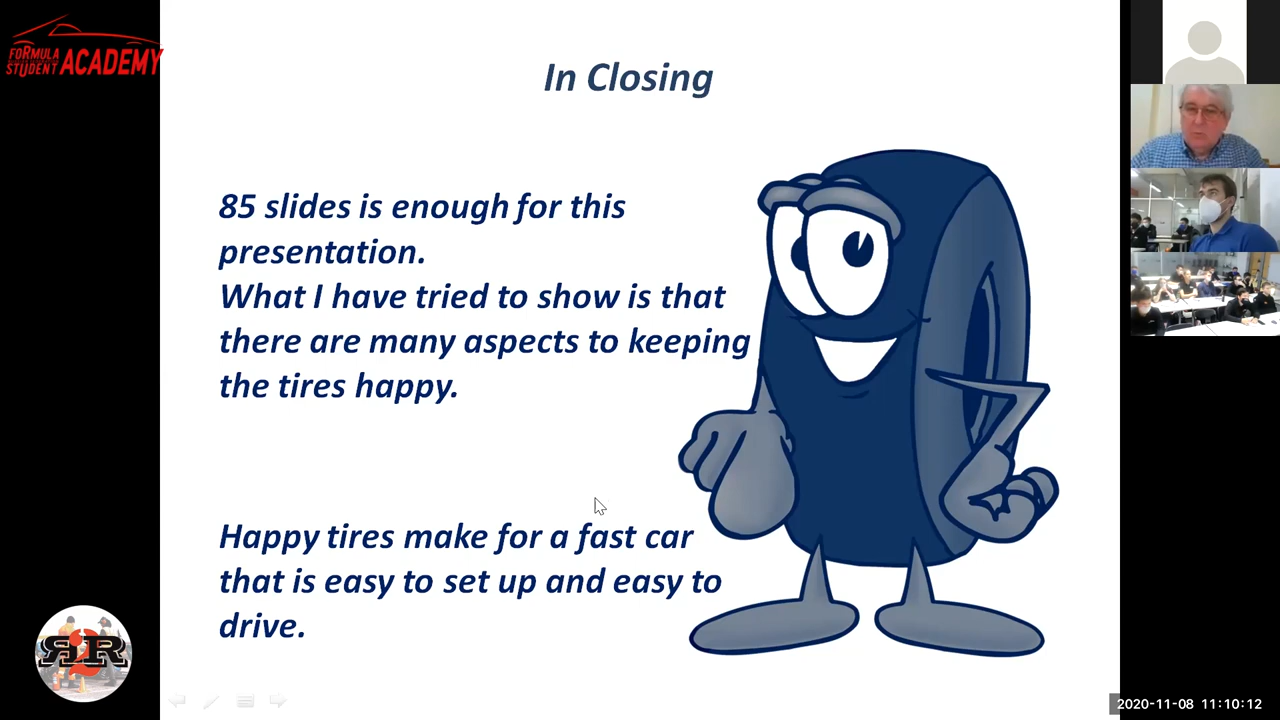 FORMULA
STUDENT ACADEMY
In Closing
85 slides is enough for this
presentation.
What I have tried to show is that
there are many aspects to keeping
the tires happy.
Happy tires make for a fast car
that is easy to set up and easy to
drive.
R2R
2020-11-08 11:10:12